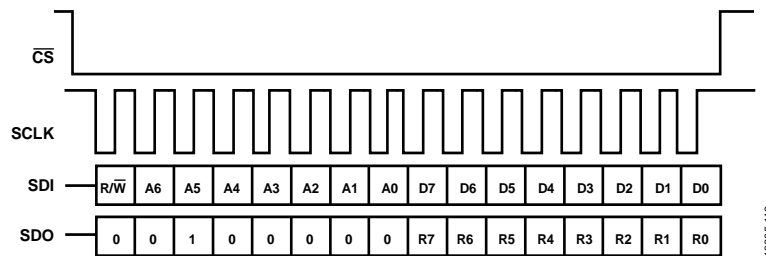 C̅S̅
SCLK
SDI R/W̅ A6 A5 A4 A3 A2 A1 A0 D7 D6 D5 D4 D3 D2 D1 D0
SDO 0 0 1 0 0 0 0 0 R7 R6 R5 R4 R3 R2 R1 R0